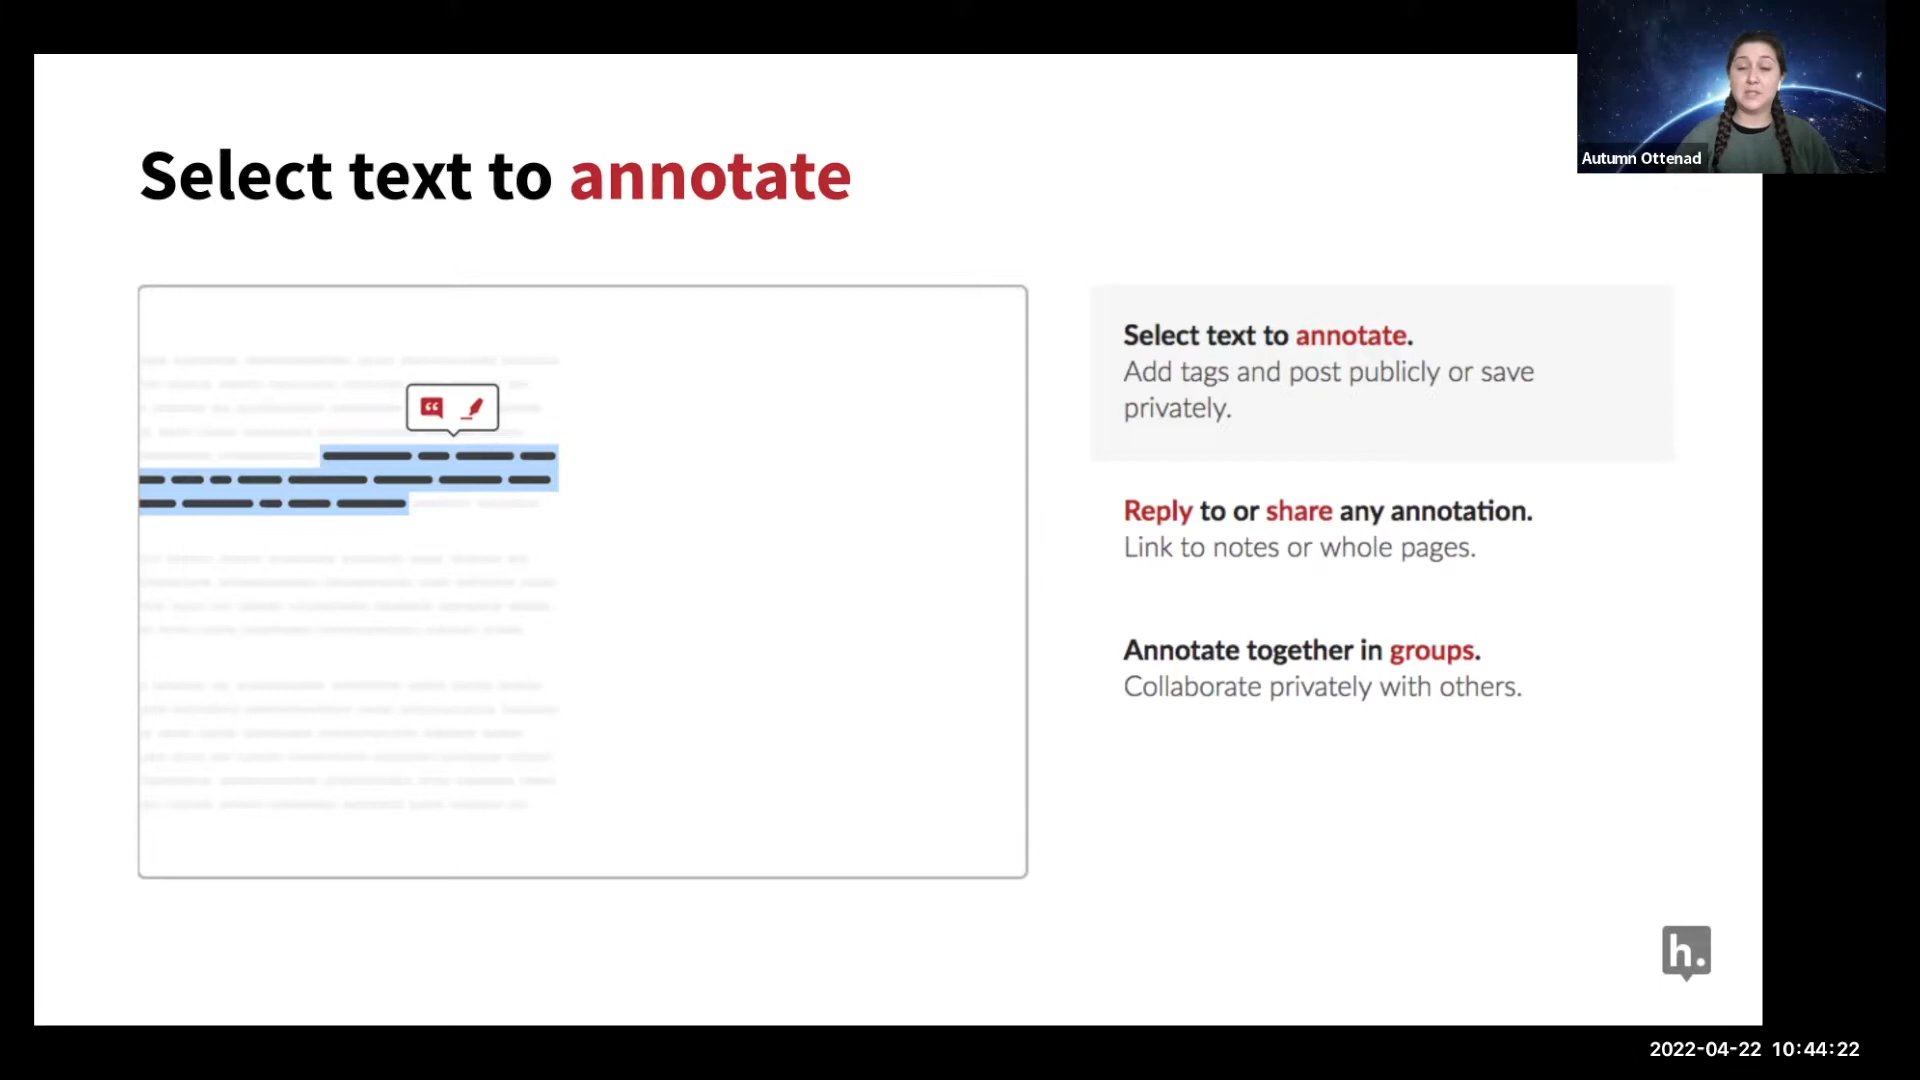 Autumn Ottenad
Select text to annotate
Select text to annotate.
Add tags and post publicly or save
privately.
Reply to or share any annotation.
Link to notes or whole pages.
Annotate together in groups.
Collaborate privately with others.
h.
2022-04-22 10:44:22